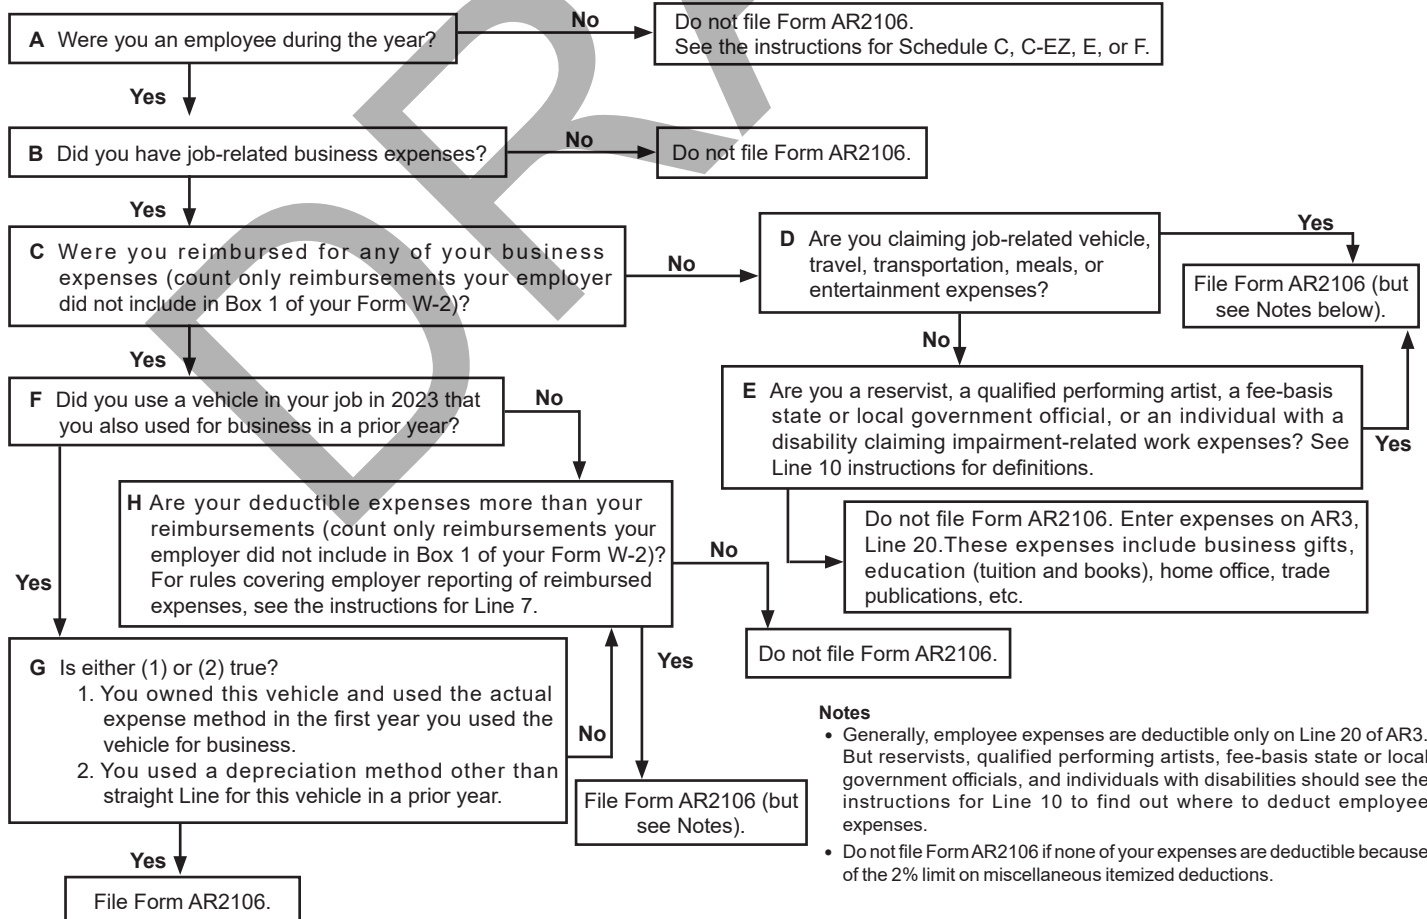 A Were you an employee during the year?
No
Do not file Form AR2106.
See the instructions for Schedule C, C-EZ, E, or F.
Yes
B Did you have job-related business expenses?
No
Do not file Form AR2106.
Yes
C Were you reimbursed for any of your business
expenses (count only reimbursements your employer
did not include in Box 1 of your Form W-2)?
No
D Are you claiming job-related vehicle,
travel, transportation, meals, or
entertainment expenses?
Yes
File Form AR2106 (but
see Notes below).
No
Yes
E Are you a reservist, a qualified performing artist, a fee-basis
state or local government official, or an individual with a
disability claiming impairment-related work expenses? See
Line 10 instructions for definitions.
Yes
Do not file Form AR2106. Enter expenses on AR3,
Line 20.These expenses include business gifts,
education (tuition and books), home office, trade
publications, etc.
F Did you use a vehicle in your job in 2023 that
you also used for business in a prior year?
No
H Are your deductible expenses more than your
reimbursements (count only reimbursements your
employer did not include in Box 1 of your Form W-2)?
For rules covering employer reporting of reimbursed
expenses, see the instructions for Line 7.
No
Do not file Form AR2106.
Yes
Yes
G Is either (1) or (2) true?
1. You owned this vehicle and used the actual
expense method in the first year you used the
vehicle for business.
2. You used a depreciation method other than
straight Line for this vehicle in a prior year.
No
File Form AR2106 (but
see Notes).
Yes
File Form AR2106.
Notes
• Generally, employee expenses are deductible only on Line 20 of AR3.
But reservists, qualified performing artists, fee-basis state or local
government officials, and individuals with disabilities should see the
instructions for Line 10 to find out where to deduct employee
expenses.
• Do not file Form AR2106 if none of your expenses are deductible because
of the 2% limit on miscellaneous itemized deductions.
DRA